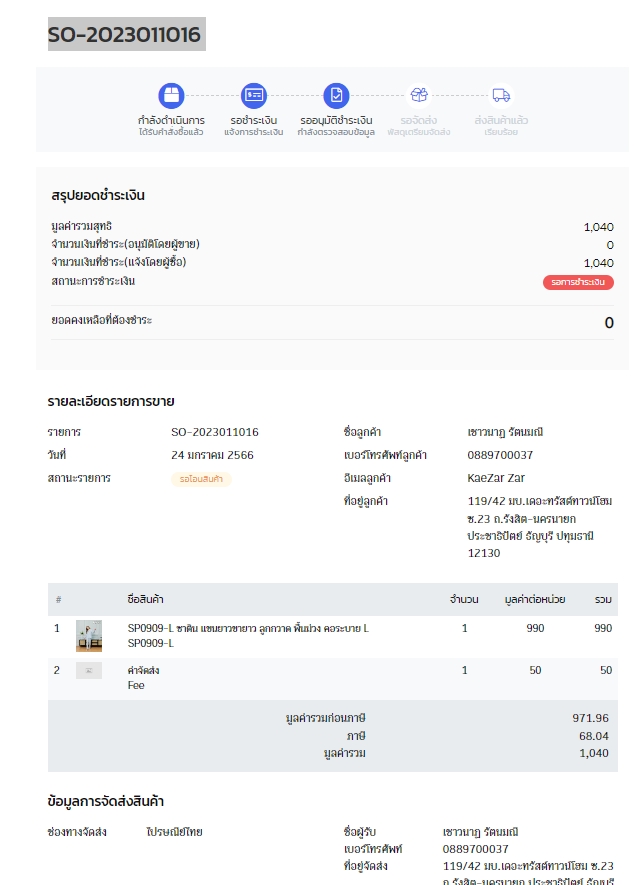 SO-2023011016
กำลังดำเนินการ
ได้รับคำสั่งซื้อแล้ว
รอชำระเงิน
แจ้งการชำระเงิน
รออนุมัติชำระเงิน
กำลังตรวจสอบข้อมูล
รอจัดส่ง
พัสดุเตรียมจัดส่ง
ส่งสินค้าแล้ว
เรียบร้อย
สรุปยอดชำระเงิน
มูลค่ารวมสุทธิ 1,040
จำนวนเงินที่ชำระ(อนุมัติโดยผู้ขาย) 0
จำนวนเงินที่ชำระ(แจ้งโดยผู้ซื้อ) 1,040
สถานะการชำระเงิน รอการชำระเงิน
ยอดคงเหลือที่ต้องชำระ 0
รายละเอียดรายการขาย
รายการ SO-2023011016
วันที่ 24 มกราคม 2566
สถานะรายการ รอโอนสินค้า
ชื่อลูกค้า เชาวนาฏ รัตนมณี
เบอร์โทรศัพท์ลูกค้า 0889700037
อีเมลลูกค้า KaeZar Zar
ที่อยู่ลูกค้า 119/42 มบ.เดอะทรัสต์ทาวน์โฮม
ซ.23 ถ.รังสิต-นครนายก
ประชาธิปัตย์ ธัญบุรี ปทุมธานี
12130
# ชื่อสินค้า จำนวน มูลค่าต่อหน่วย รวม
1 SP0909-L ซาติน แขนยาวขายาว ลูกกวาด พื้นม่วง คอระบาย L 1 990 990
SP0909-L
2 ค่าจัดส่ง 1 50 50
Fee
มูลค่ารวมก่อนภาษี 971.96
ภาษี 68.04
มูลค่ารวม 1,040
ข้อมูลการจัดส่งสินค้า
ช่องทางจัดส่ง ไปรษณีย์ไทย
ชื่อผู้รับ เชาวนาฏ รัตนมณี
เบอร์โทรศัพท์ 0889700037
ที่อยู่จัดส่ง 119/42 มบ.เดอะทรัสต์ทาวน์โฮม ซ.23
ถ.รังสิต-นครนายก ประชาธิปัตย์ ธัญบุรี